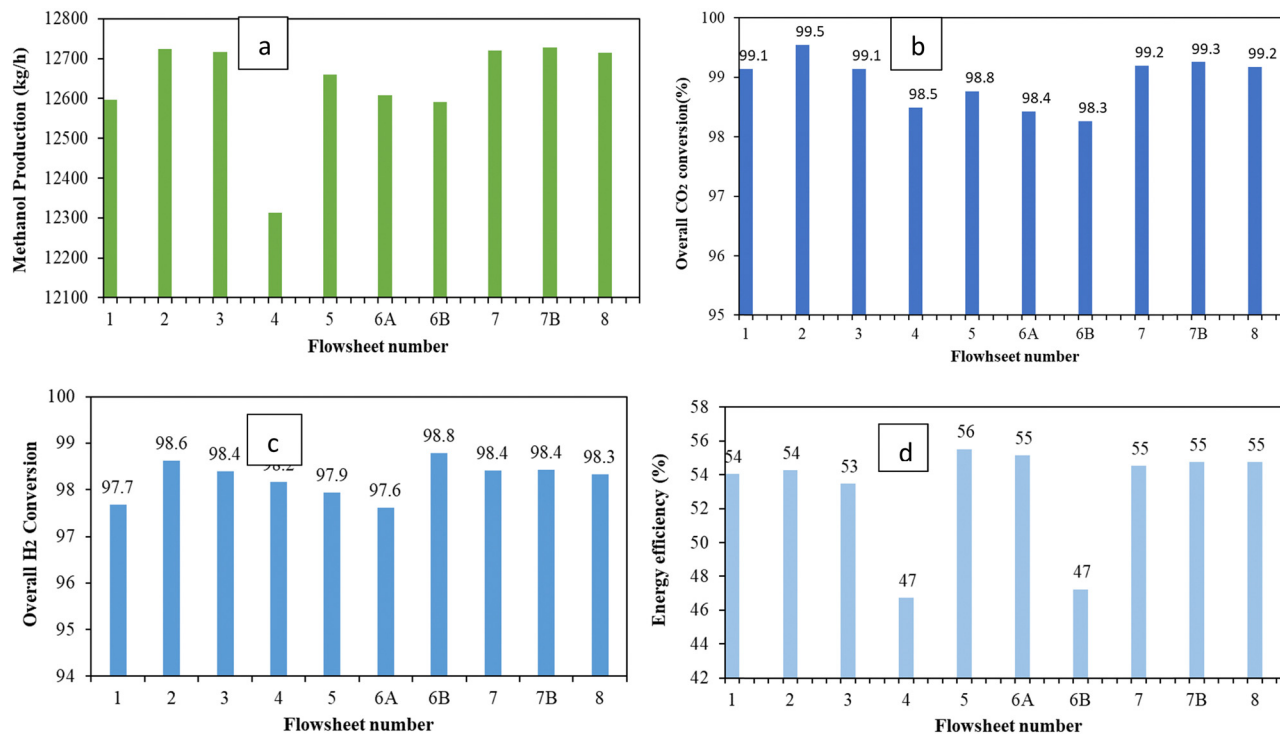 a
Methanol Production (kg/h)
12800
12700
12600
12500
12400
12300
12200
12100
1 2 3 4 5 6A 6B 7 7B 8
Flowsheet number
b
Overall CO2 conversion(%)
100
99
98
97
96
95
99.1 99.5 99.1 98.5 98.8 98.4 98.3 99.2 99.3 99.2
1 2 3 4 5 6A 6B 7 7B 8
Flowhseet number
c
Overall H2 Conversion
100
99
98
97
96
95
94
97.7 98.6 98.4 98.2 97.9 97.6 98.8 98.4 98.4 98.3
1 2 3 4 5 6A 6B 7 7B 8
Flowsheet number
d
Energy efficiency (%)
58
56
54
52
50
48
46
44
42
54 54 53 47 56 55 47 55 55 55
1 2 3 4 5 6A 6B 7 7B 8
Flowsheet number